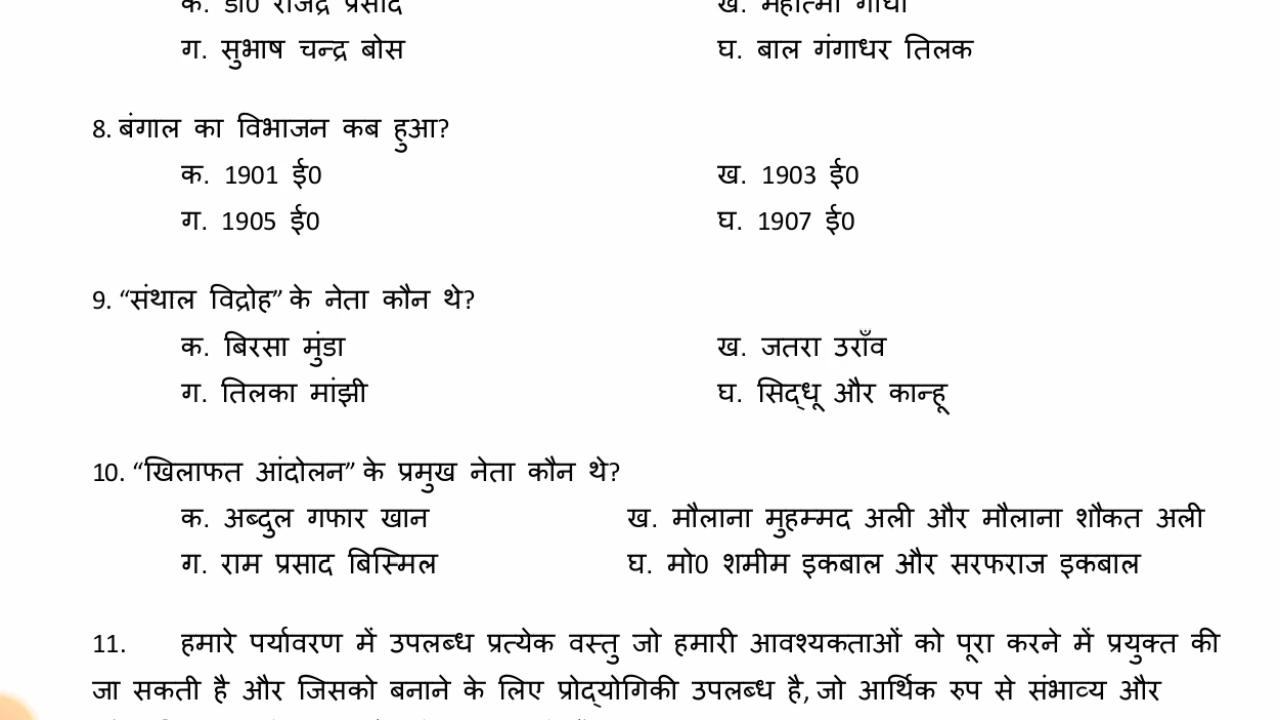 क. डॉ0 राजेंद्र प्रसाद ख. महात्मा गाँधी
ग. सुभाष चन्द्र बोस घ. बाल गंगाधर तिलक
8. बंगाल का विभाजन कब हुआ?
क. 1901 ई0 ख. 1903 ई0
ग. 1905 ई0 घ. 1907 ई0
9. “संथाल विद्रोह” के नेता कौन थे?
क. बिरसा मुंडा ख. जतरा उराँव
ग. तिलका मांझी घ. सिद्धू और कान्हू
10. “खिलाफत आंदोलन” के प्रमुख नेता कौन थे?
क. अब्दुल गफार खान ख. मौलाना मुहम्मद अली और मौलाना शौकत अली
ग. राम प्रसाद बिस्मिल घ. मो0 शमीम इकबाल और सरफराज इकबाल
11. हमारे पर्यावरण में उपलब्ध प्रत्येक वस्तु जो हमारी आवश्यकताओं को पूरा करने में प्रयुक्त की
जा सकती है और जिसको बनाने के लिए प्रोद्योगिकी उपलब्ध है, जो आर्थिक रुप से संभाव्य और